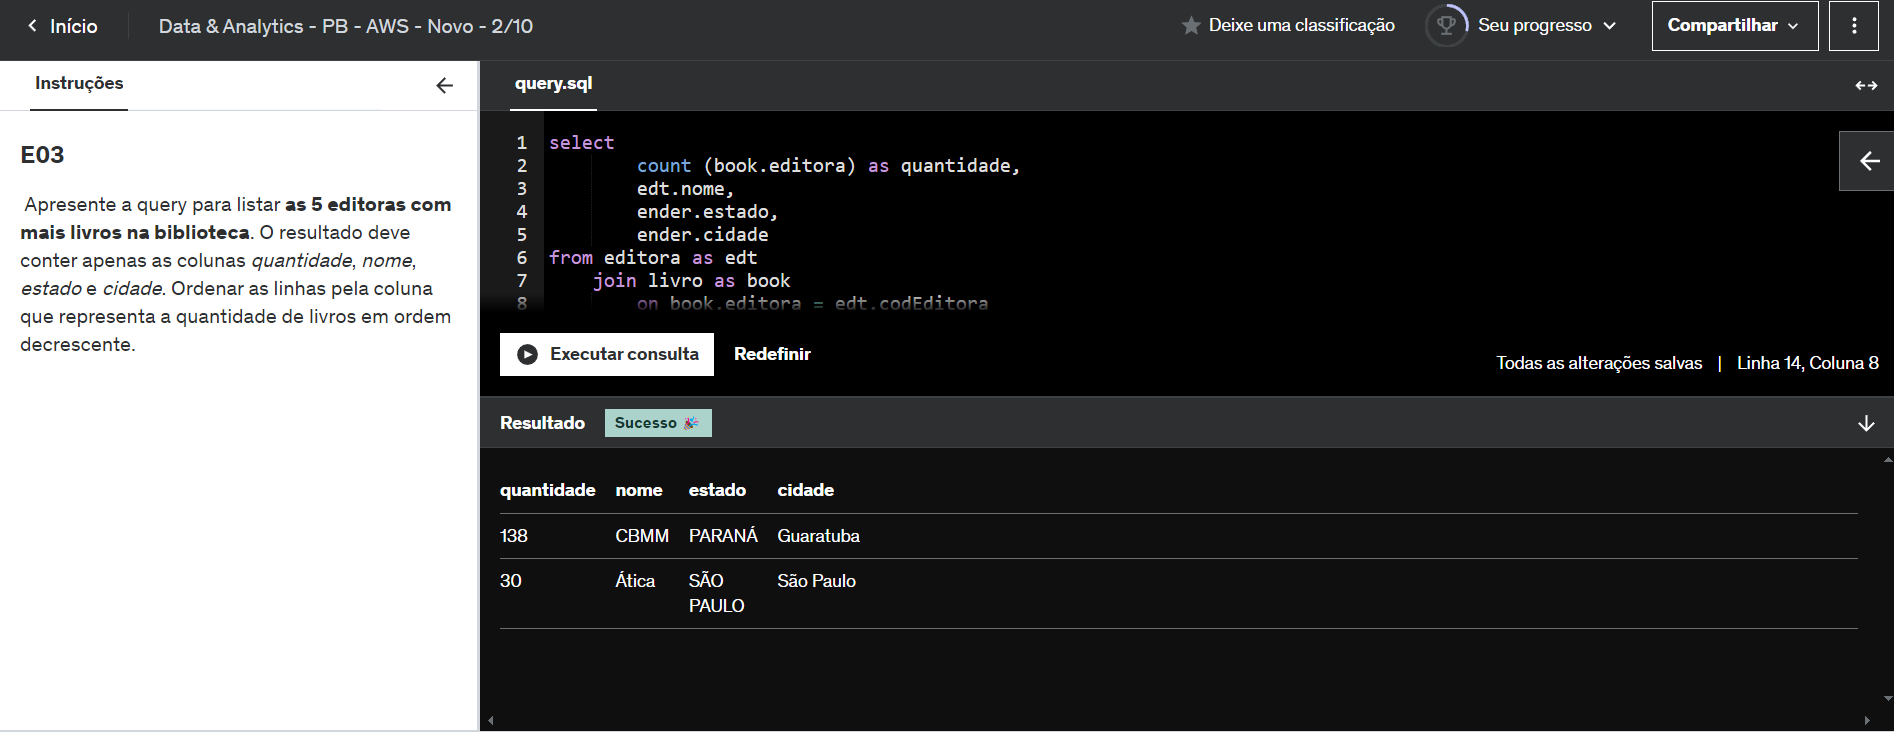 Início
Data & Analytics - PB - AWS - Novo - 2/10
Deixe uma classificação
Seu progresso
Compartilhar
Instruções
E03
Apresente a query para listar as 5 editoras com
mais livros na biblioteca. O resultado deve
conter apenas as colunas quantidade, nome,
estado e cidade. Ordenar as linhas pela coluna
que representa a quantidade de livros em ordem
decrescente.
query.sql
1 select
2 count (book.editora) as quantidade,
3 edt.nome,
4 ender.estado,
5 ender.cidade
6 from editora as edt
7 join livro as book
8 on book.editora = edt.codEditora
Executar consulta
Redefinir
Todas as alterações salvas | Linha 14, Coluna 8
Resultado
Sucesso 🎉
quantidade nome estado cidade
138 CBMM PARANÁ Guaratuba
30 Ática SÃO São Paulo
PAULO